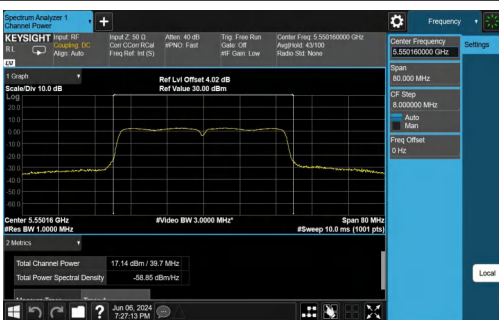 Spectrum Analyzer 1
Channel Power
+
Frequency
KEYSIGHT Input: RF
Coupling: DC
Align: Auto
Input Z: 50 Ω
Corr CCorr RCal
Freq Ref: Int (S)
Atten: 40 dB
#PNO: Fast
Trig: Free Run
Gate: Off
#IF Gain: Low
Center Freq: 5.550160000 GHz
Avg|Hold: 43/100
Radio Std: None
RL
LXI
Center Frequency
5.550160000 GHz
Settings
Span
80.000 MHz
CF Step
8.000000 MHz
Auto
Man
Freq Offset
0 Hz
1 Graph
Scale/Div 10.0 dB
Ref Lvl Offset 4.02 dB
Ref Value 30.00 dBm
Log
20.0
10.0
0.00
-10.0
-20.0
-30.0
-40.0
-50.0
-60.0
Center 5.55016 GHz
#Res BW 1.0000 MHz
#Video BW 3.0000 MHz*
Span 80 MHz
#Sweep 10.0 ms (1001 pts)
2 Metrics
Total Channel Power 17.14 dBm / 39.7 MHz
Total Power Spectral Density -58.85 dBm/Hz
Local
?
Jun 06, 2024
7:27:13 PM